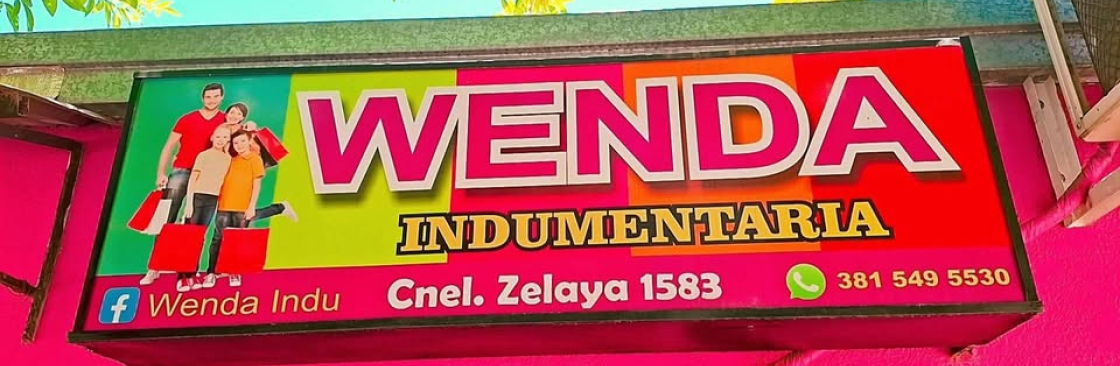 WENDA
INDUMENTARIA
Wenda Indu
Cnel. Zelaya 1583
381 549 5530